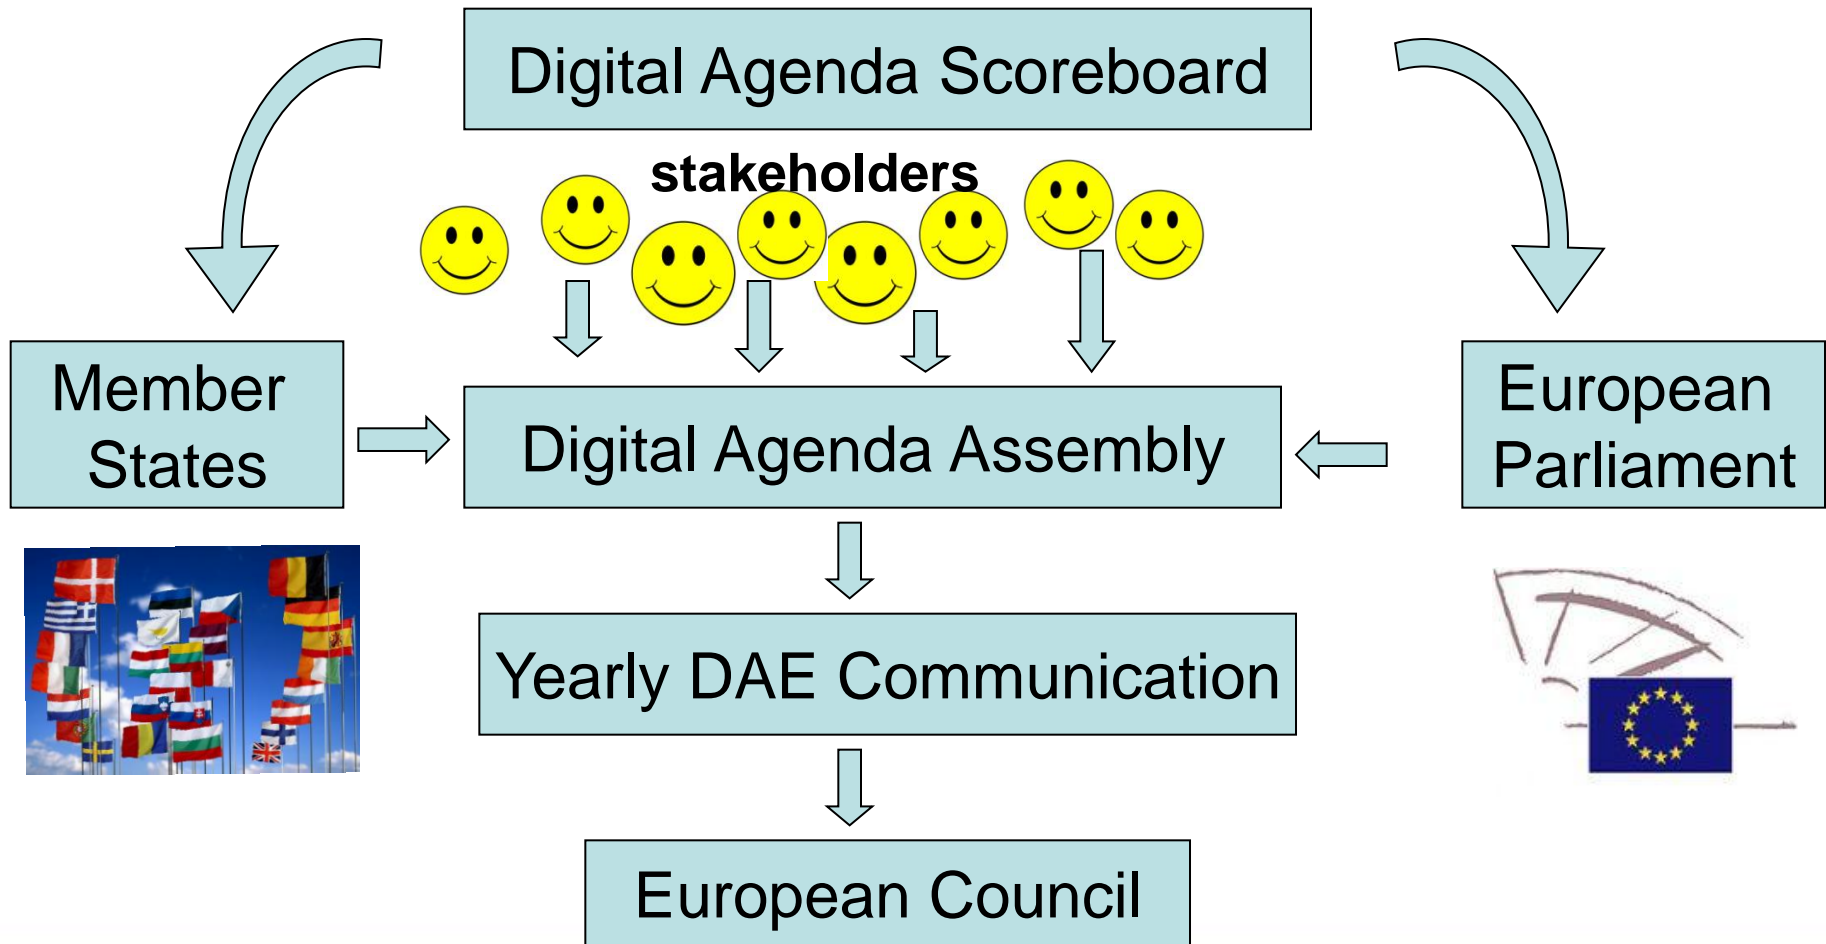 Digital Agenda Scoreboard
stakeholders
Member
States
Digital Agenda Assembly
European
Parliament
Yearly DAE Communication
European Council